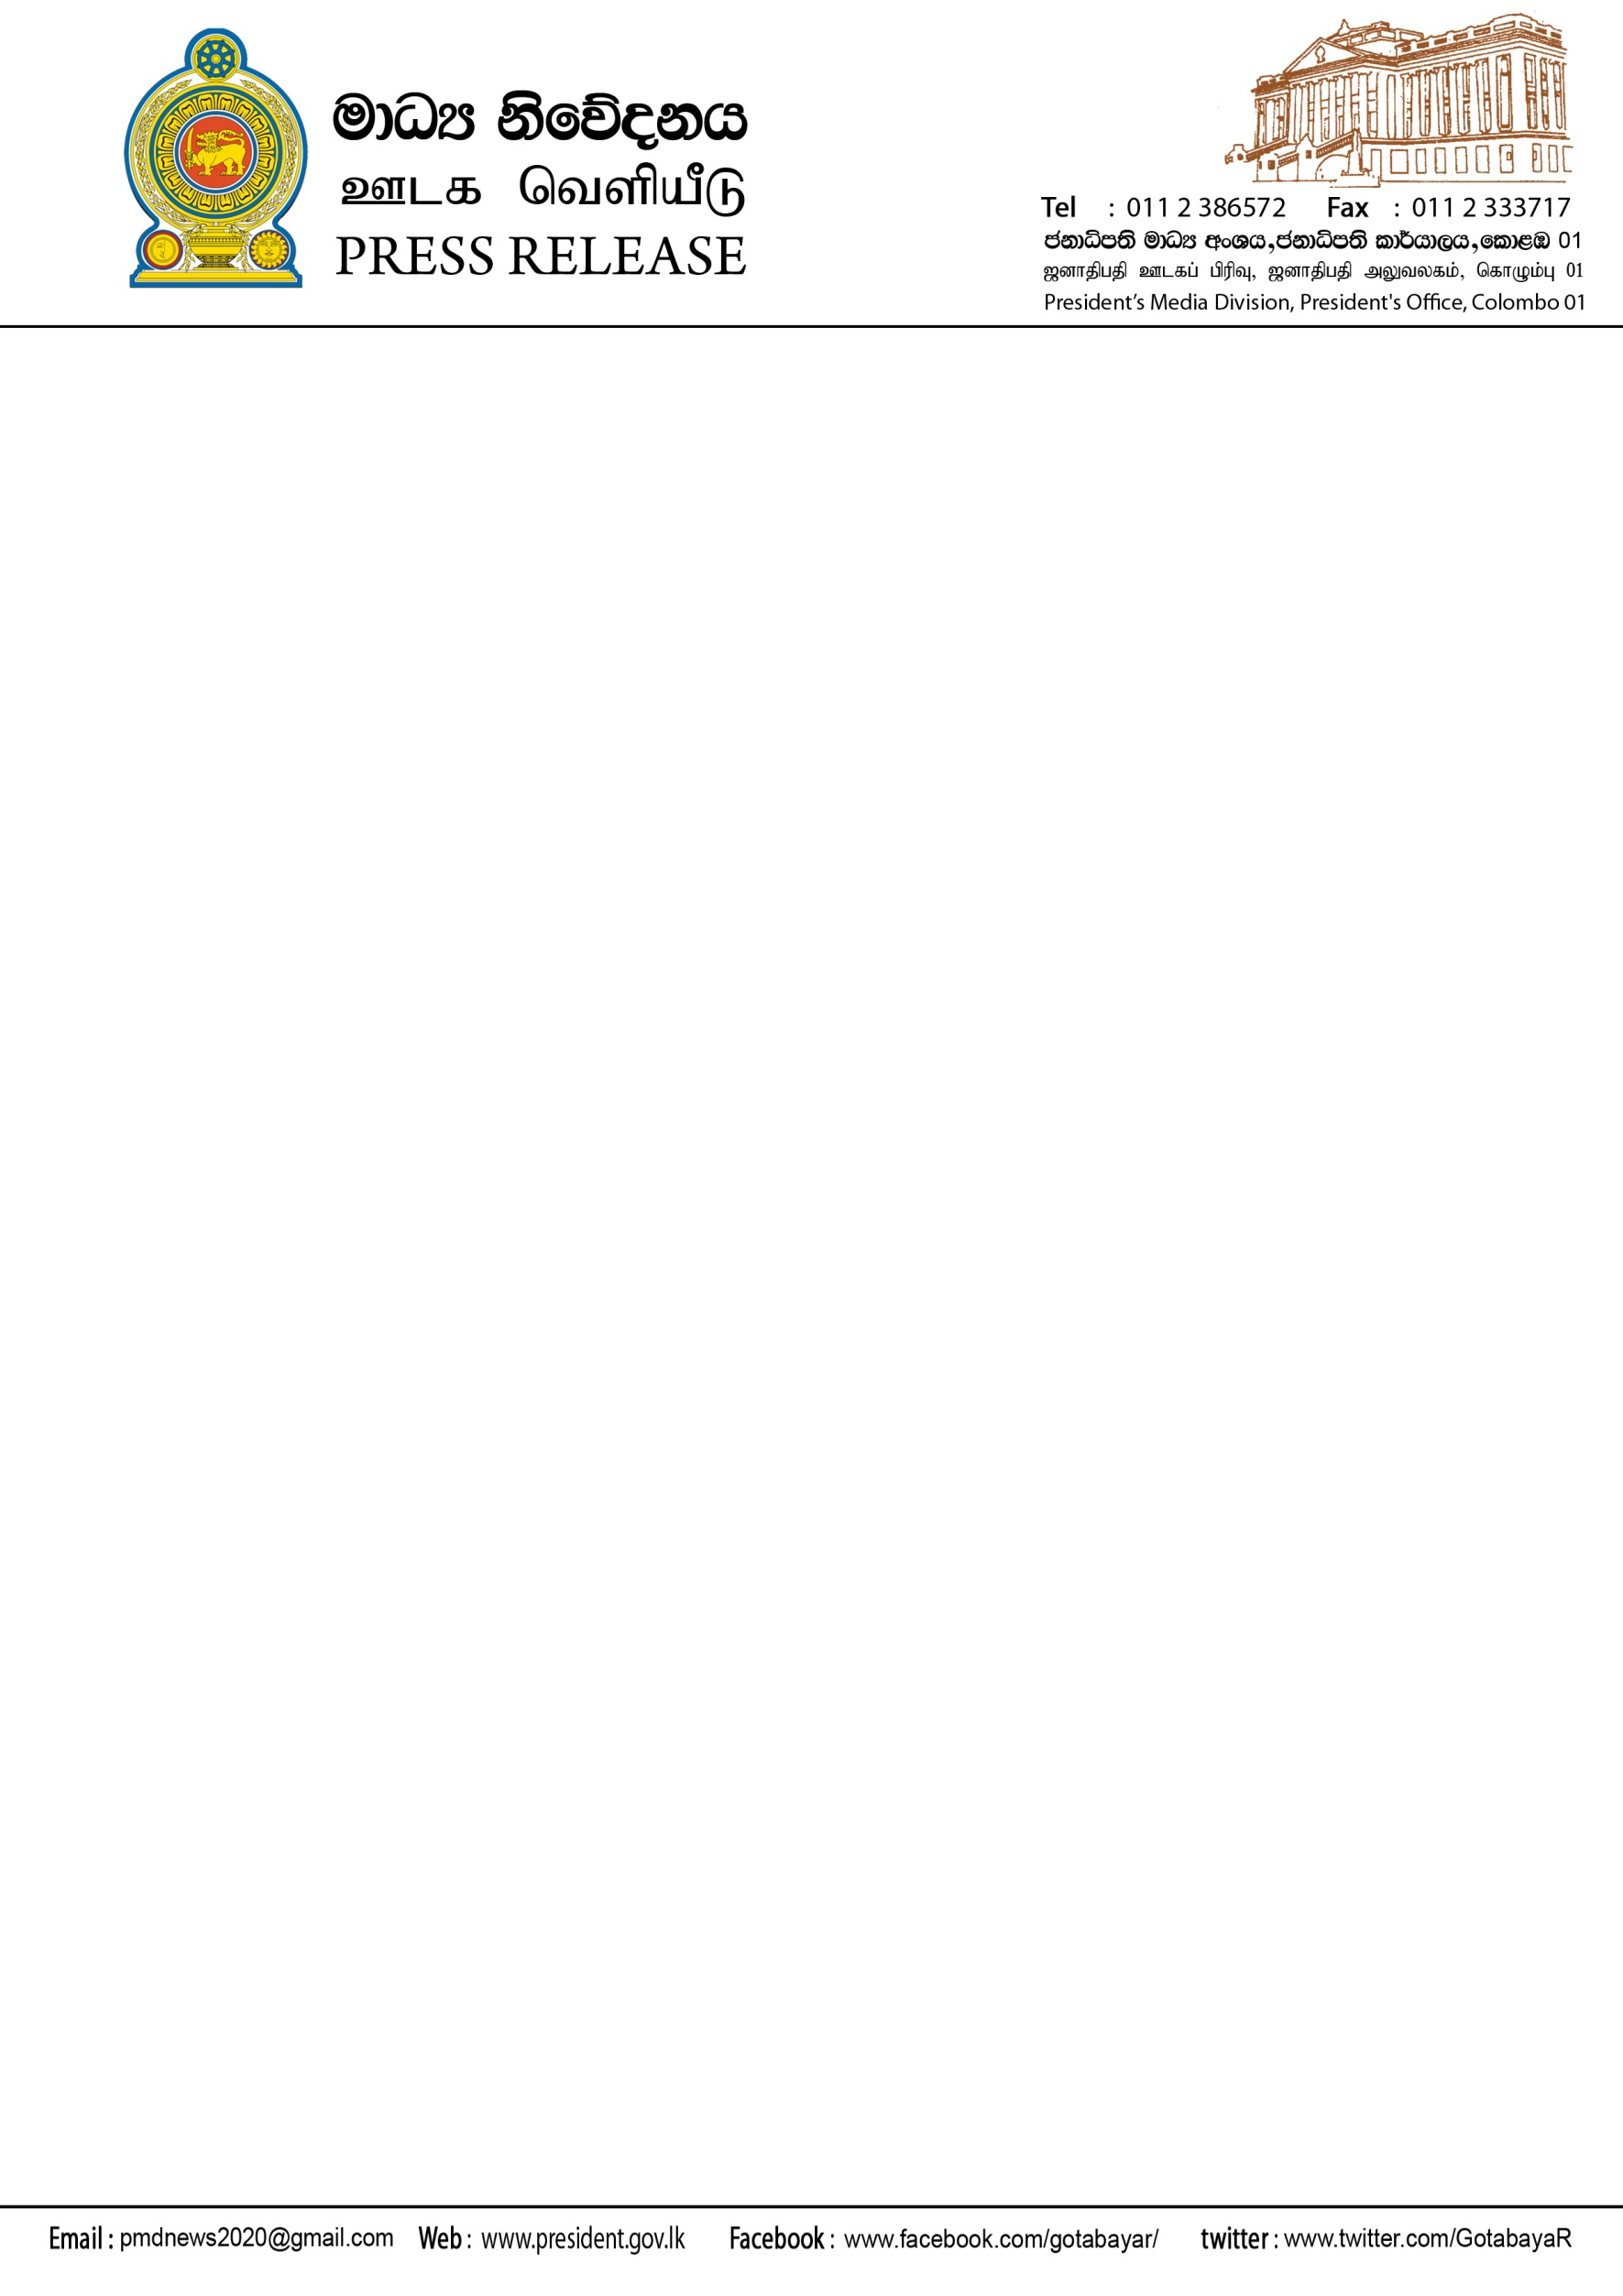 මාධ්‍ය නිවේදනය
ஊடக வெளியீடு
PRESS RELEASE
Tel : 011 2 386572 Fax : 011 2 333717
ජනාධිපති මාධ්‍ය අංශය,ජනාධිපති කාර්යාලය,කොළඹ 01
ஜனாதிபதி ஊடகப் பிரிவு, ஜனாதிபதி அலுவலகம், கொழும்பு 01
President’s Media Division, President's Office, Colombo 01
Email : pmdnews2020@gmail.com Web : www.president.gov.lk Facebook : www.facebook.com/gotabayar/ twitter : www.twitter.com/GotabayaR